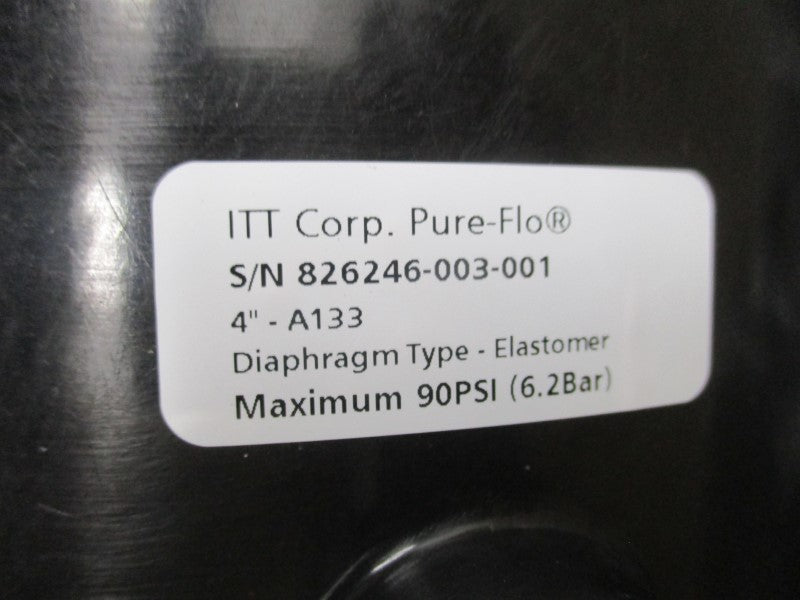 ITT Corp. Pure-Flo®
S/N 826246-003-001
4" - A133
Diaphragm Type - Elastomer
Maximum 90PSI (6.2Bar)